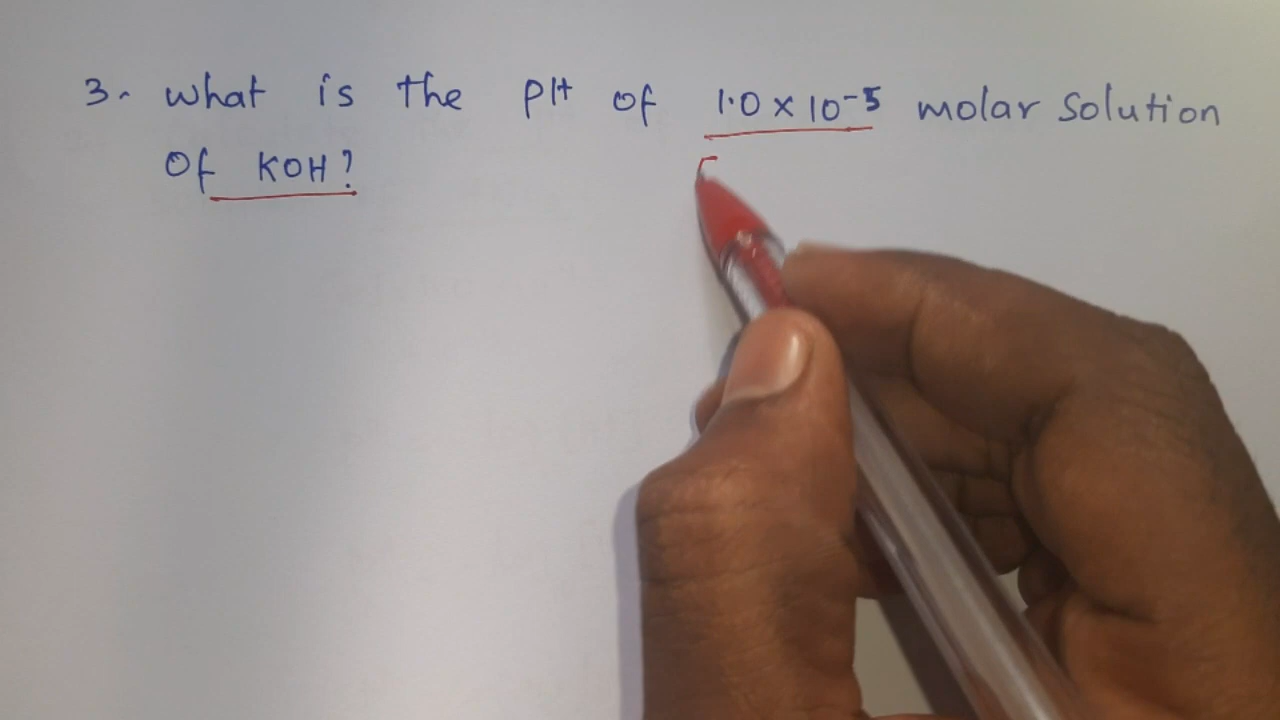 3. what is the pH of 1.0 x 10⁻⁵ molar solution
of KOH?